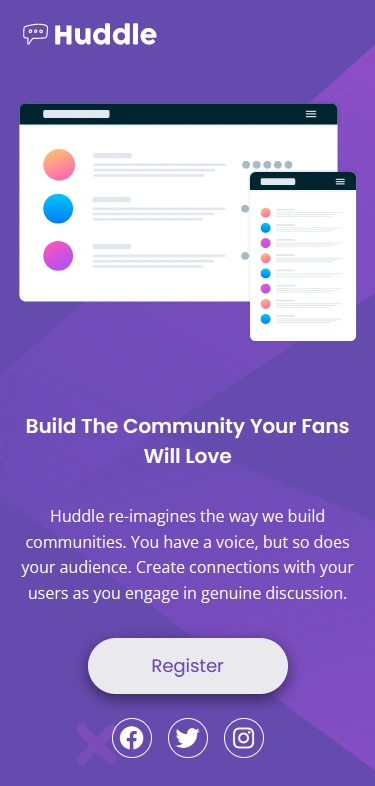 Huddle
Build The Community Your Fans
Will Love
Huddle re-imagines the way we build
communities. You have a voice, but so does
your audience. Create connections with your
users as you engage in genuine discussion.
Register